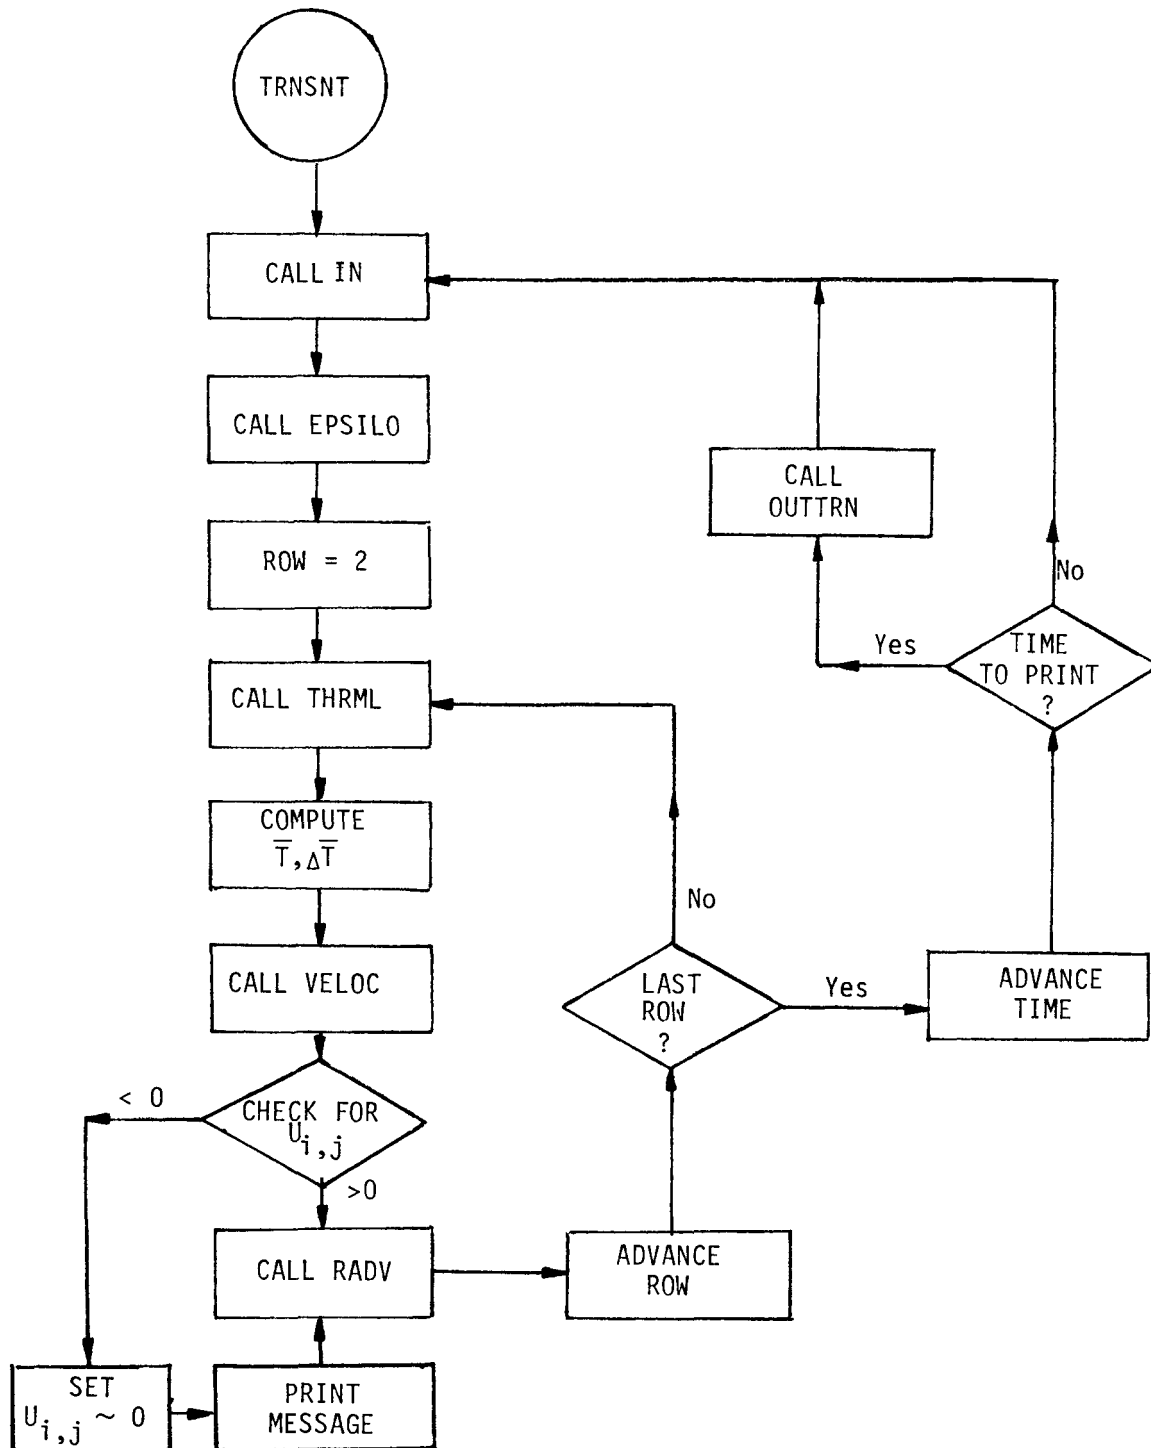 TRNSNT
CALL IN
CALL EPSILO
ROW = 2
CALL THRML
COMPUTE
T̅, ΔT̅
CALL VELOC
CHECK FOR
U i,j
< 0
>0
CALL RADV
SET
U i,j ~ 0
PRINT
MESSAGE
ADVANCE
ROW
LAST
ROW
?
No
Yes
ADVANCE
TIME
TIME
TO PRINT
?
Yes
No
CALL
OUTTRN